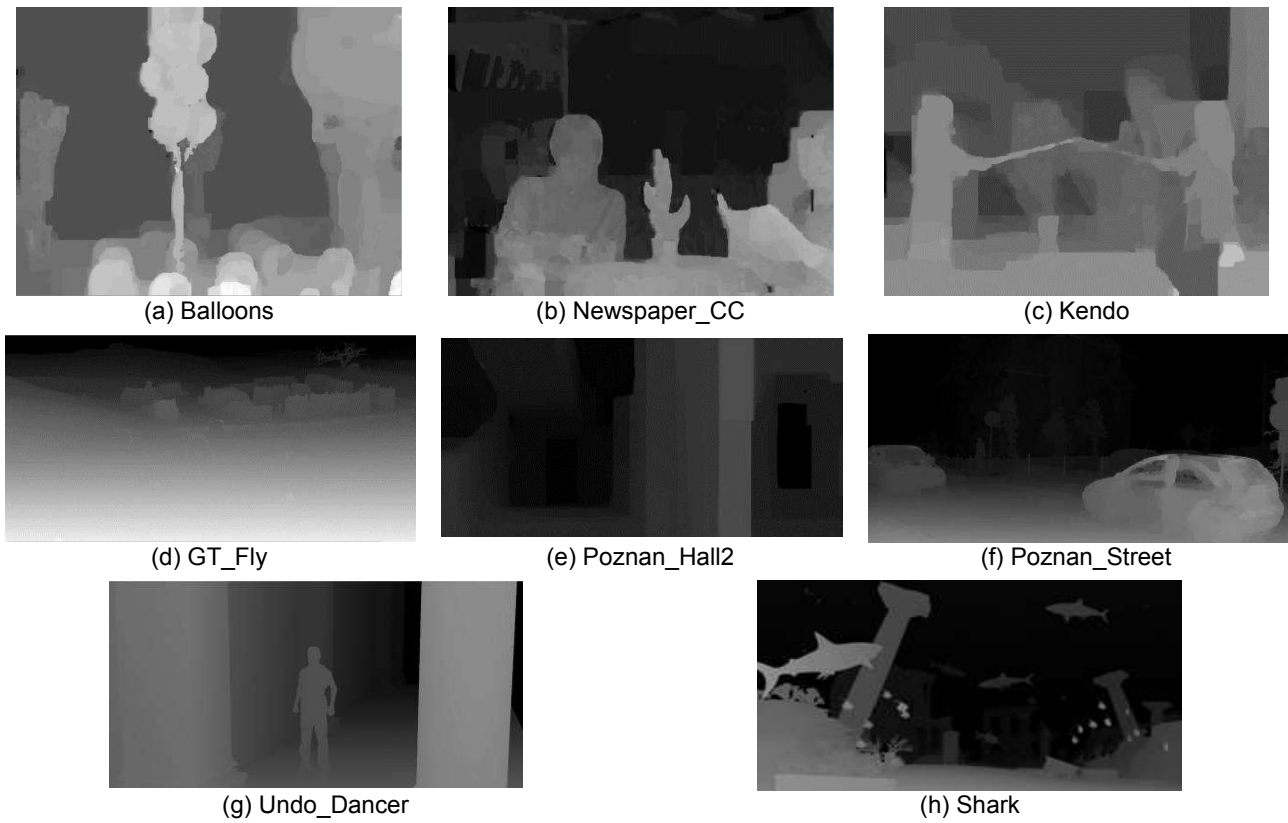 (a) Balloons
(b) Newspaper_CC
(c) Kendo
(d) GT_Fly
(e) Poznan_Hall2
(f) Poznan_Street
(g) Undo_Dancer
(h) Shark